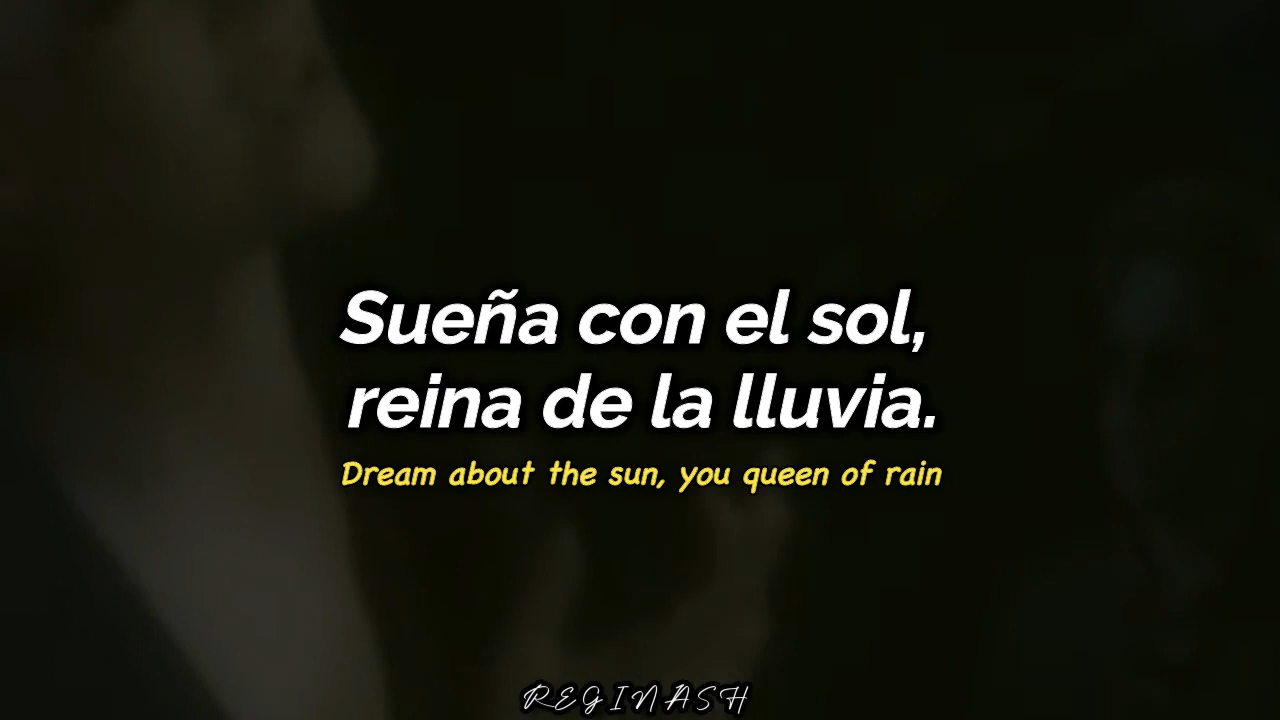 Sueña con el sol,
reina de la lluvia.
Dream about the sun, you queen of rain
REGINASH